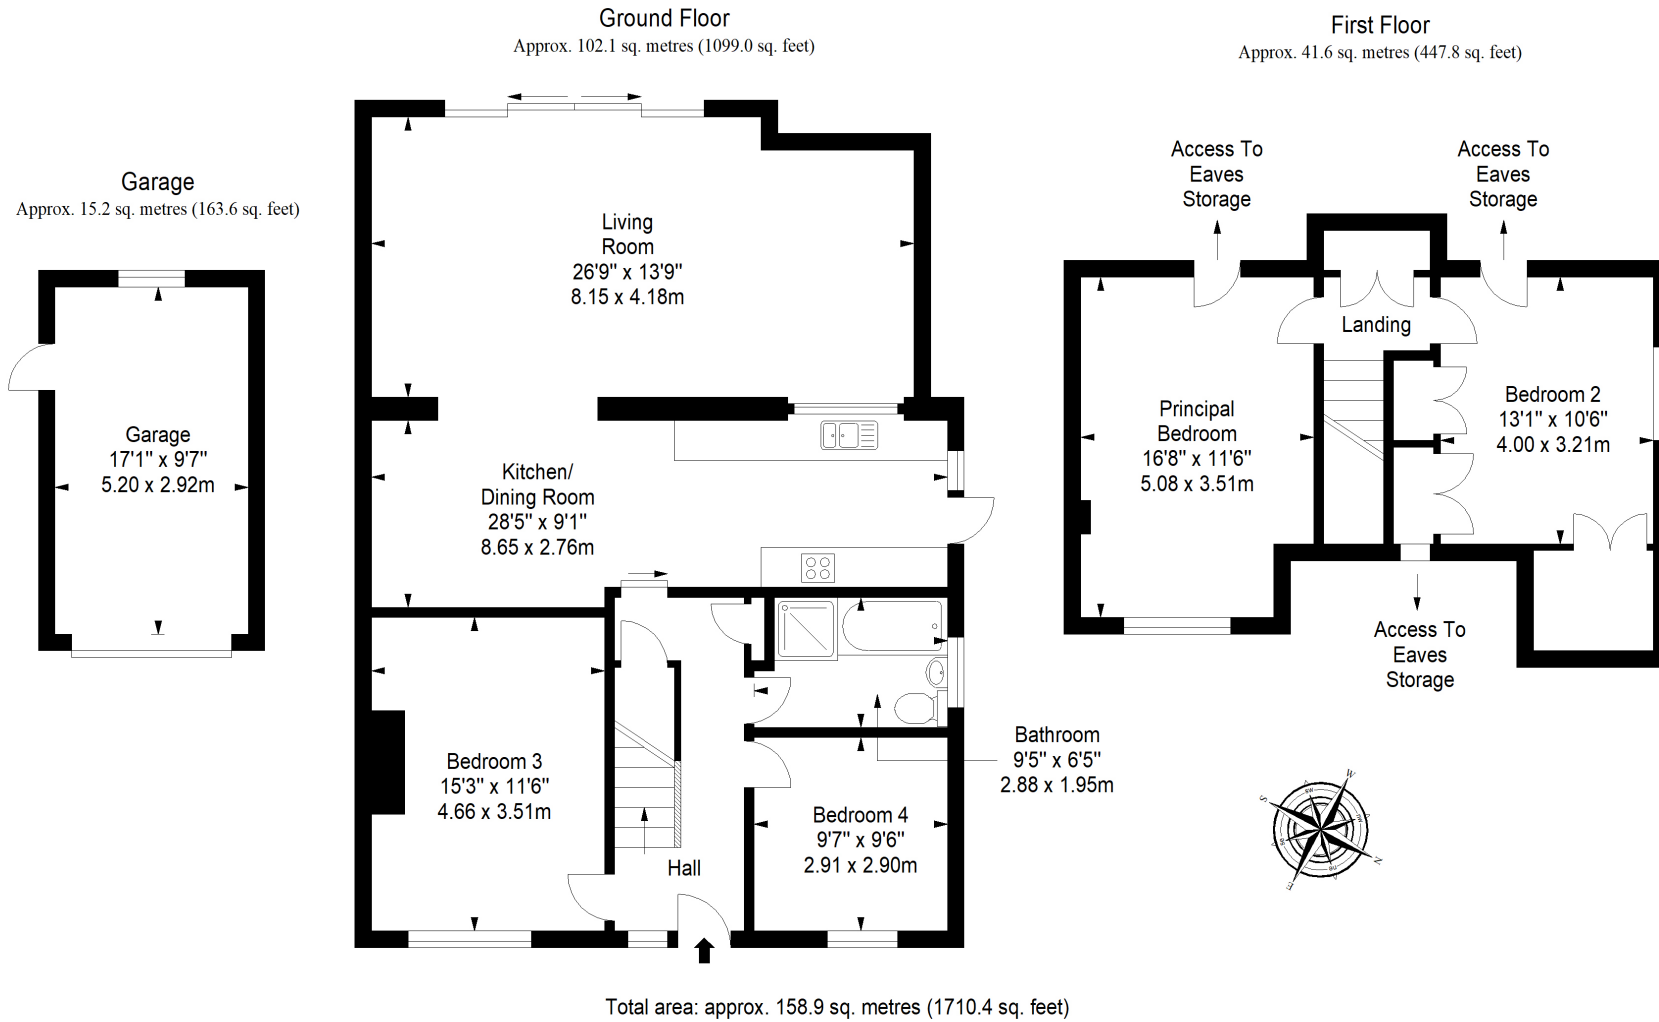 Ground Floor
Approx. 102.1 sq. metres (1099.0 sq. feet)
First Floor
Approx. 41.6 sq. metres (447.8 sq. feet)
Garage
Approx. 15.2 sq. metres (163.6 sq. feet)
Garage
17'1" x 9'7"
5.20 x 2.92m
Living
Room
26'9" x 13'9"
8.15 x 4.18m
Kitchen/
Dining Room
28'5" x 9'1"
8.65 x 2.76m
Bedroom 3
15'3" x 11'6"
4.66 x 3.51m
Hall
Bedroom 4
9'7" x 9'6"
2.91 x 2.90m
Bathroom
9'5" x 6'5"
2.88 x 1.95m
Access To
Eaves
Storage
Access To
Eaves
Storage
Landing
Principal
Bedroom
16'8" x 11'6"
5.08 x 3.51m
Bedroom 2
13'1" x 10'6"
4.00 x 3.21m
Access To
Eaves
Storage
W
S
N
E
SW
NW
SE
Total area: approx. 158.9 sq. metres (1710.4 sq. feet)